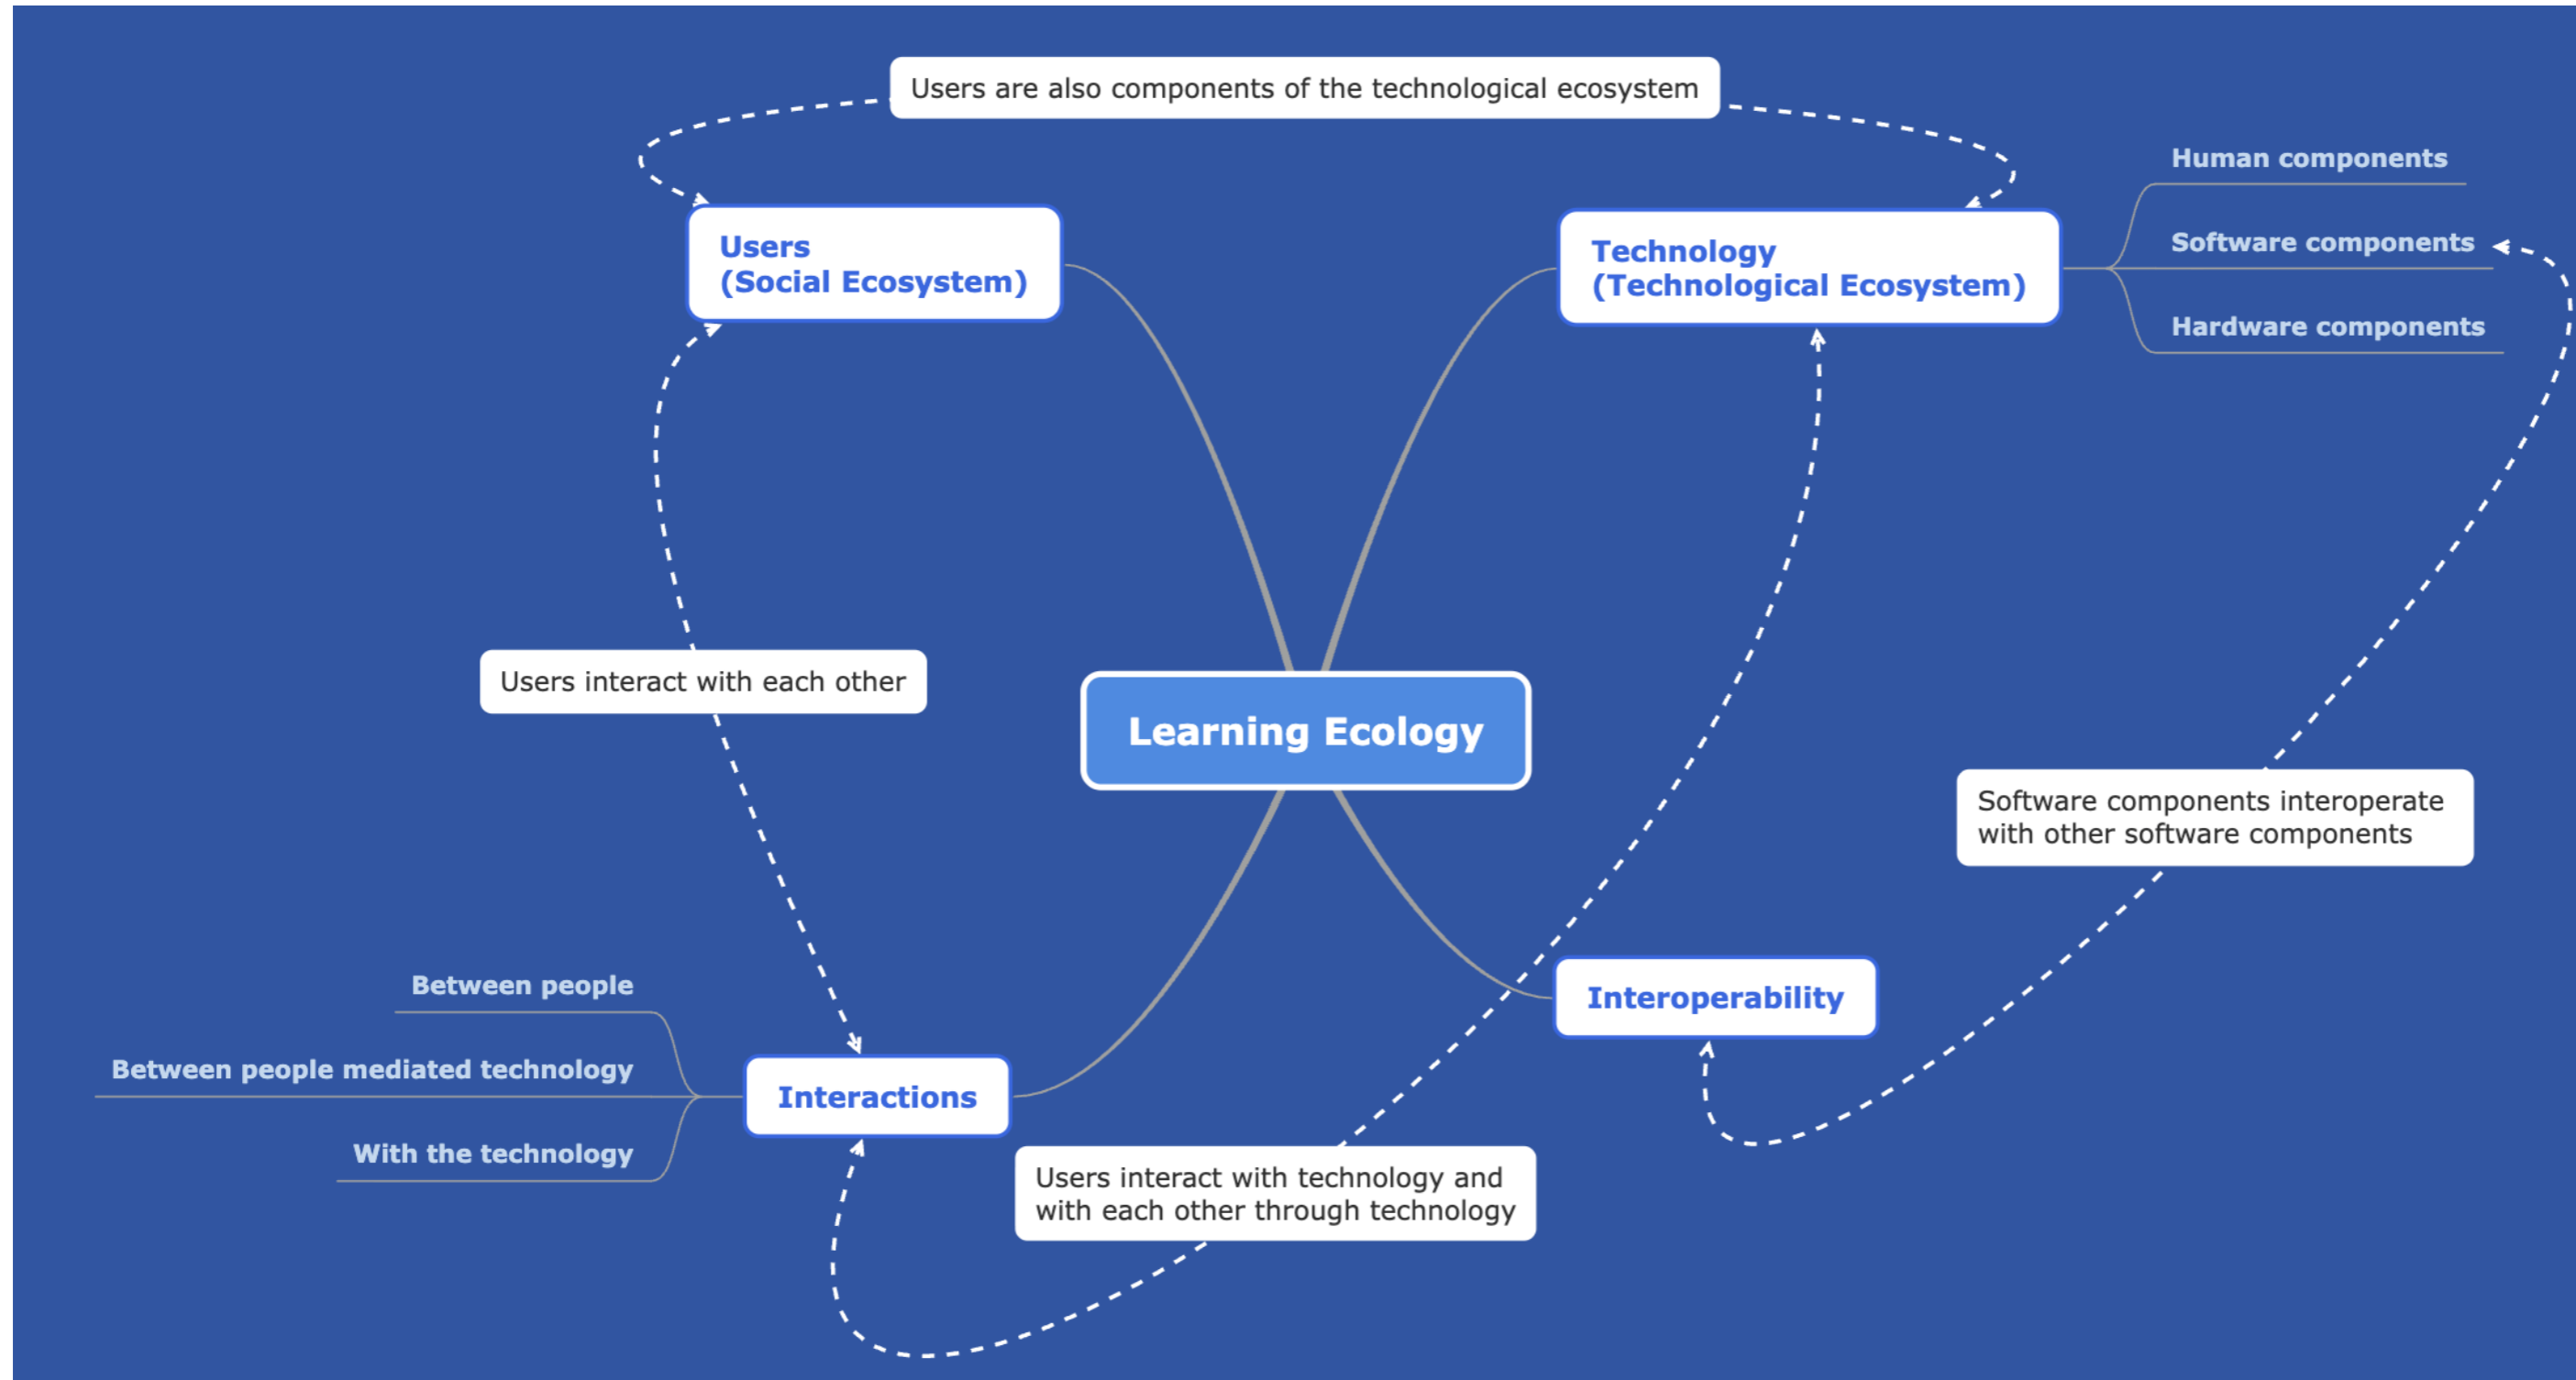 Users are also components of the technological ecosystem
Human components
Users
(Social Ecosystem)
Technology
(Technological Ecosystem)
Software components
Hardware components
Users interact with each other
Learning Ecology
Software components interoperate
with other software components
Between people
Interoperability
Between people mediated technology
Interactions
With the technology
Users interact with technology and
with each other through technology